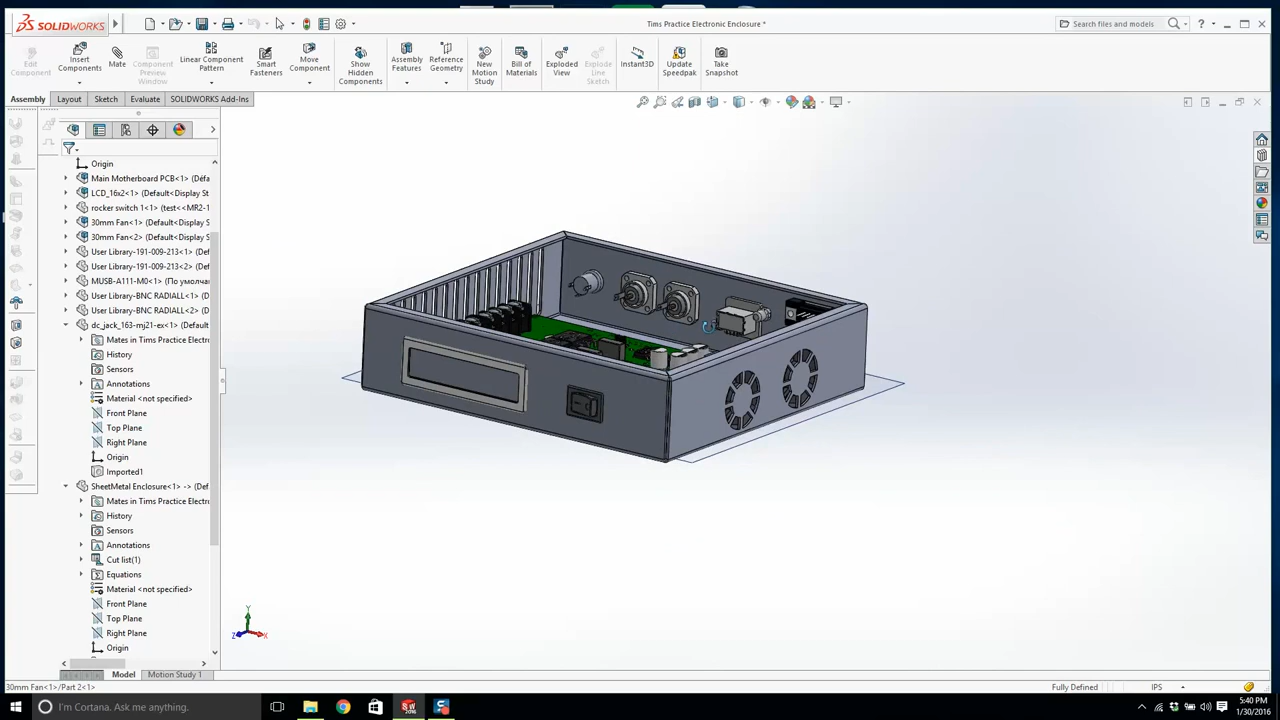 SOLIDWORKS
Tims Practice Electronic Enclosure *
Search files and models
Edit Component
Insert Components
Mate
Component Preview Window
Linear Component Pattern
Smart Fasteners
Move Component
Show Hidden Components
Assembly Features
Reference Geometry
New Motion Study
Bill of Materials
Exploded View
Explode Line Sketch
Instant3D
Update Speedpak
Take Snapshot
Assembly Layout Sketch Evaluate SOLIDWORKS Add-Ins
Origin
Main Motherboard PCB<1> (Défa
LCD_16x2<1> (Default<Display St
rocker switch 1<1> (test<<MR2-1
30mm Fan<1> (Default<Display S
30mm Fan<2> (Default<Display S
User Library-191-009-213<1> (
User Library-191-009-213<2> (
MUSB-A111-M0<1> (По умолчан
User Library-BNC RADIALL<1> (
User Library-BNC RADIALL<2> (
dc_jack_163-mj21-ex<1> (Default
Mates in Tims Practice Electro
History
Sensors
Annotations
Material <not specified>
Front Plane
Top Plane
Right Plane
Origin
Imported1
SheetMetal Enclosure<1> -> (Def
Mates in Tims Practice Electro
History
Sensors
Annotations
Cut list(1)
Equations
Material <not specified>
Front Plane
Top Plane
Right Plane
Origin
Y
Z X
Model Motion Study 1
30mm Fan<1>/Part 2<1>
Fully Defined IPS
I'm Cortana. Ask me anything.
5:40 PM
1/30/2016